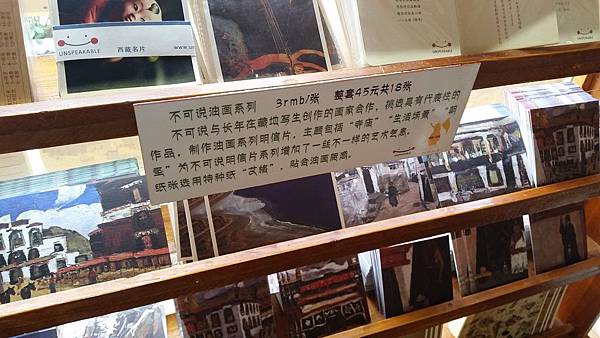 UNSPEAKABLE
西藏名片
www.un
UNSPEAKABLE
UNSPEAKABLE
不可说油画系列 3rmb/张 整套45元共18张
不可说与长年在藏地写生创作的画家合作，挑选具有代表性的
作品，制作油画系列明信片，主题包括“寺庙”“生活场景”
为不可说明信片系列增加了一丝不一样的艺术气息。
纸张选用特种纸“ ”，贴合油画质感。